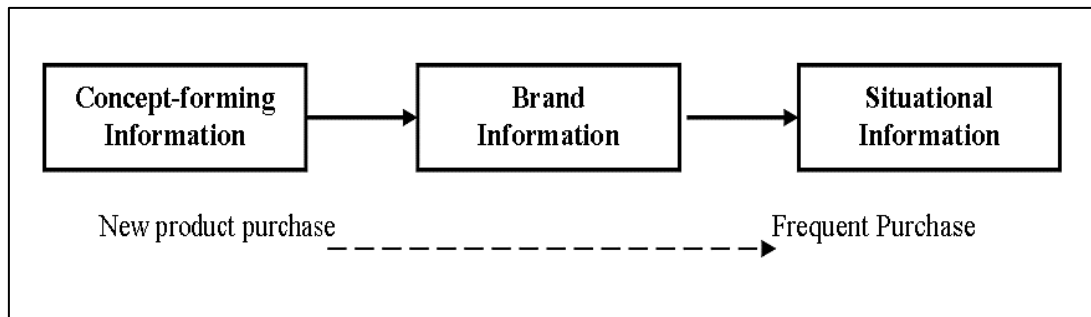 Concept-forming
Information
Brand
Information
Situational
Information
New product purchase
Frequent Purchase